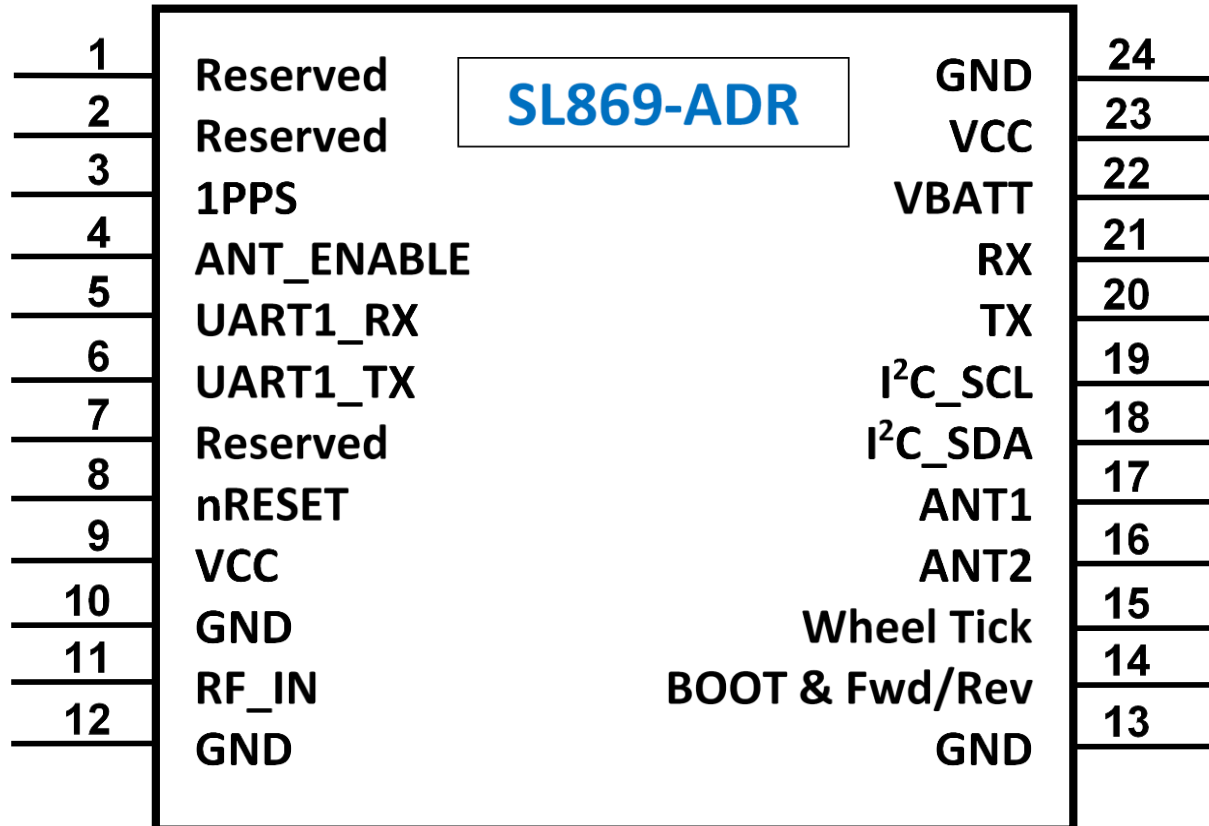 SL869-ADR
1 Reserved GND 24
2 Reserved VCC 23
3 1PPS VBATT 22
4 ANT_ENABLE RX 21
5 UART1_RX TX 20
6 UART1_TX I²C_SCL 19
7 Reserved I²C_SDA 18
8 nRESET ANT1 17
9 VCC ANT2 16
10 GND Wheel Tick 15
11 RF_IN BOOT & Fwd/Rev 14
12 GND GND 13